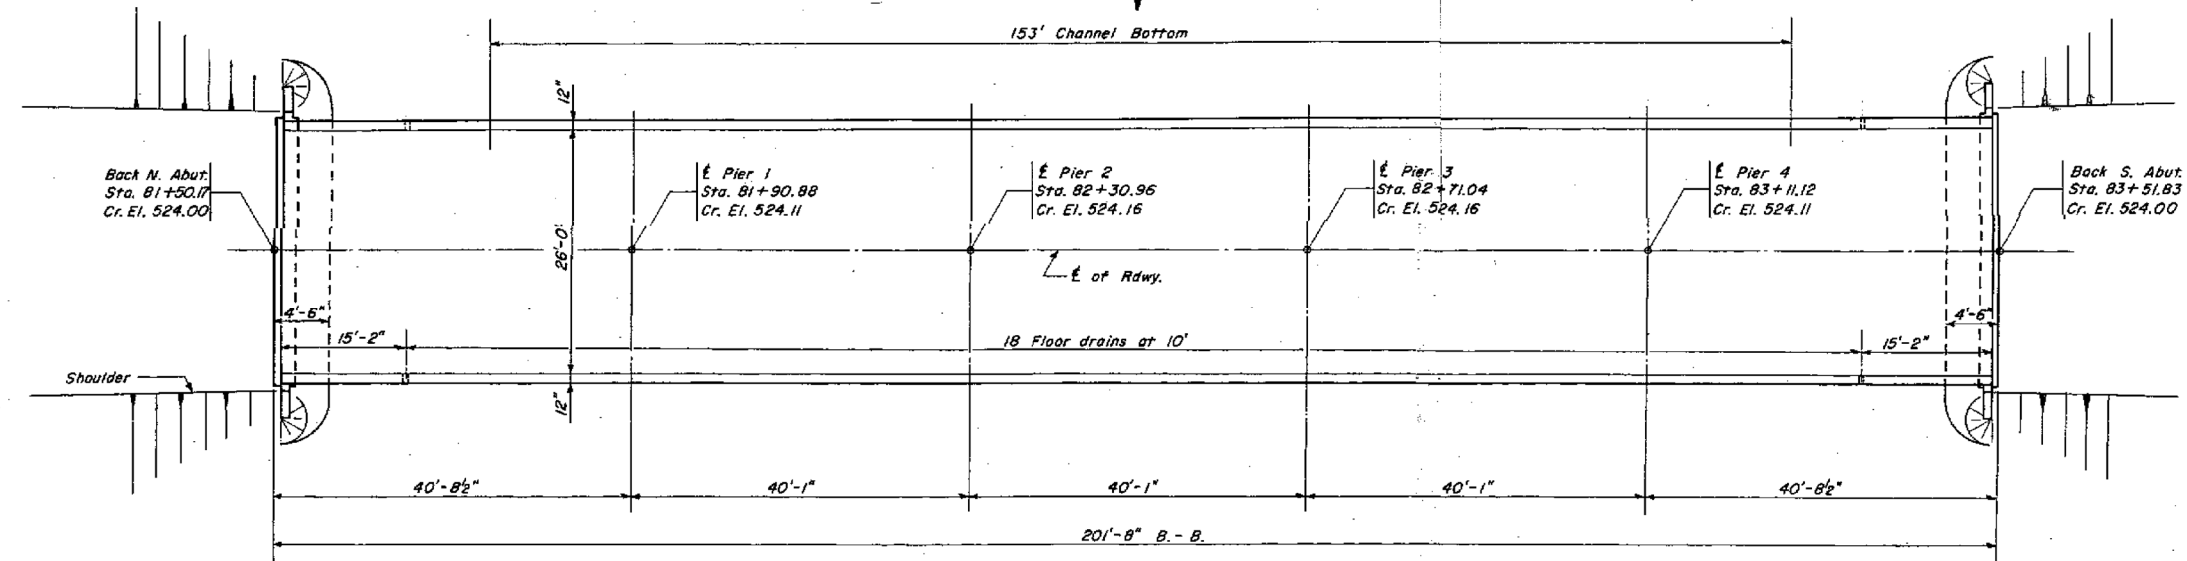 153' Channel Bottom
12"
Back N. Abut.
Sta. 81+50.17
Cr. El. 524.00
℄ Pier 1
Sta. 81+90.88
Cr. El. 524.11
℄ Pier 2
Sta. 82+30.96
Cr. El. 524.16
℄ Pier 3
Sta. 82+71.04
Cr. El. 524.16
℄ Pier 4
Sta. 83+11.12
Cr. El. 524.11
Back S. Abut.
Sta. 83+51.83
Cr. El. 524.00
26'-0"
℄ of Rdwy.
4'-6"
4'-6"
15'-2"
18 Floor drains at 10'
15'-2"
Shoulder
12"
40'-8½"
40'-1"
40'-1"
40'-1"
40'-8½"
201'-8" B.-B.